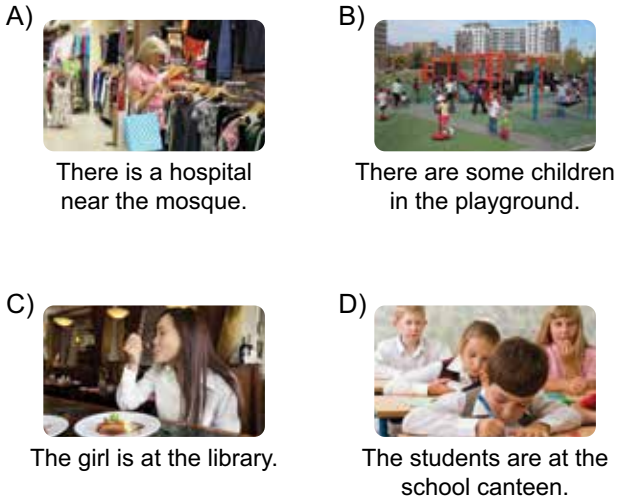 A)
There is a hospital
near the mosque.
B)
There are some children
in the playground.
C)
The girl is at the library.
D)
The students are at the
school canteen.